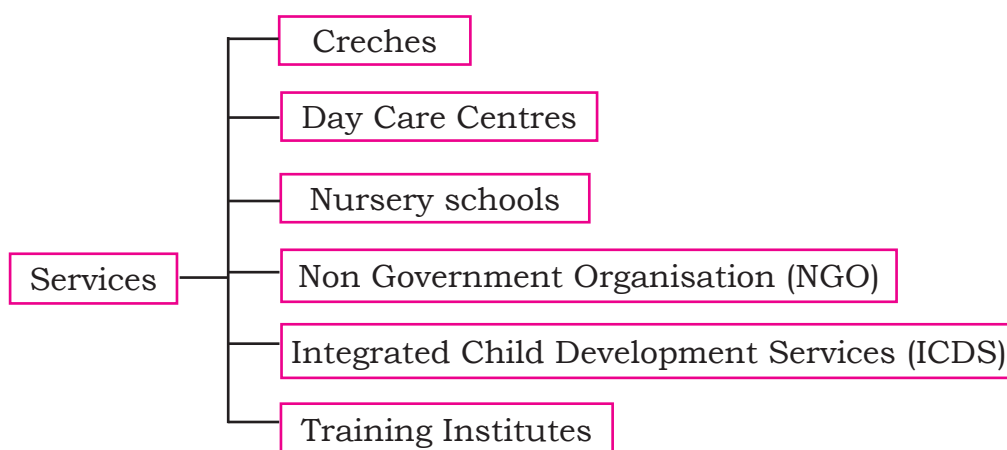 Creches
Day Care Centres
Nursery schools
Services
Non Government Organisation (NGO)
Integrated Child Development Services (ICDS)
Training Institutes